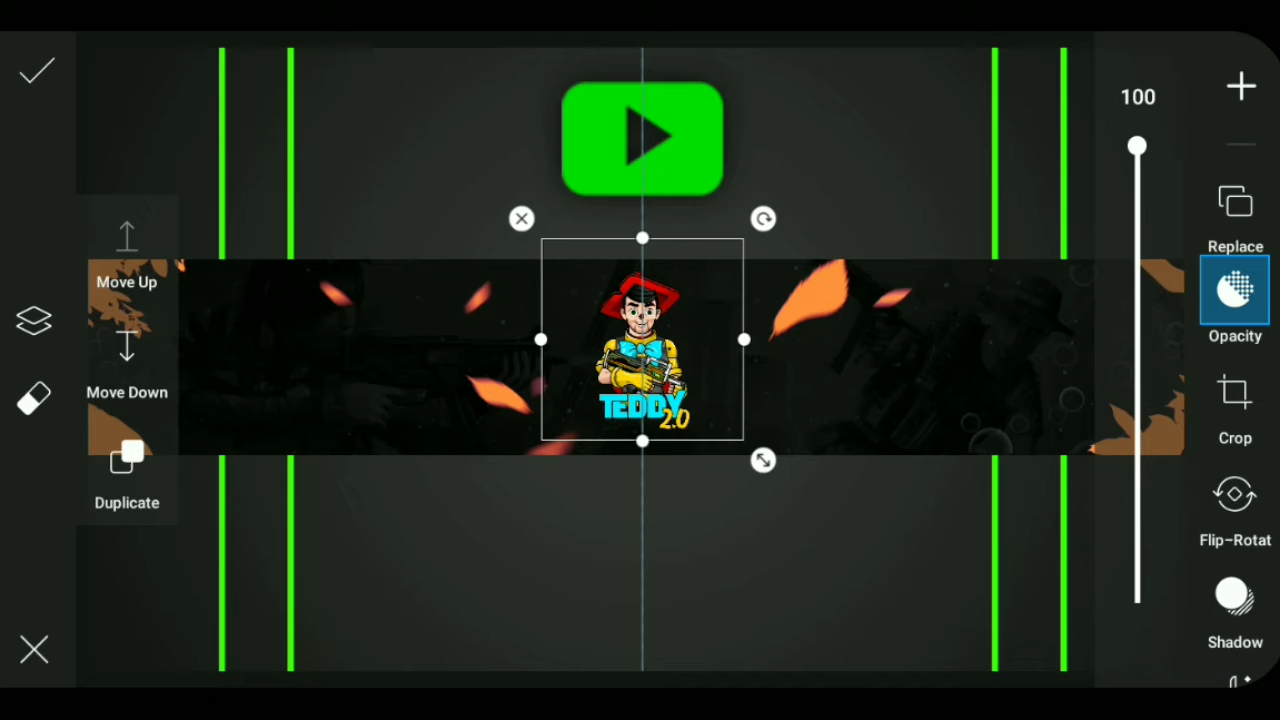 100
Replace
Move Up
Opacity
Move Down
TEDDY
2.0
Crop
Duplicate
Flip-Rotat
Shadow